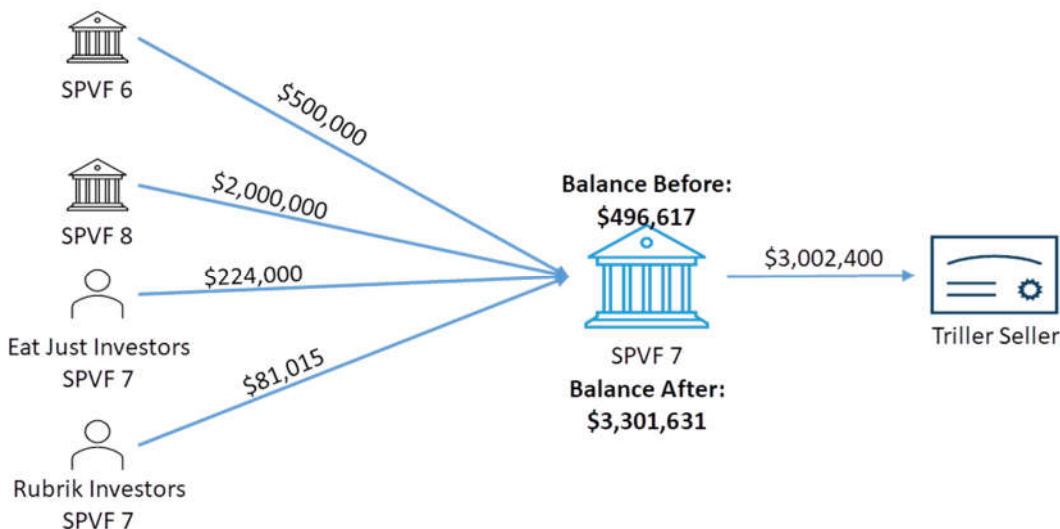 SPVF 6
$500,000
SPVF 8
$2,000,000
$224,000
Eat Just Investors
SPVF 7
$81,015
Rubrik Investors
SPVF 7
Balance Before:
$496,617
SPVF 7
Balance After:
$3,301,631
$3,002,400
Triller Seller